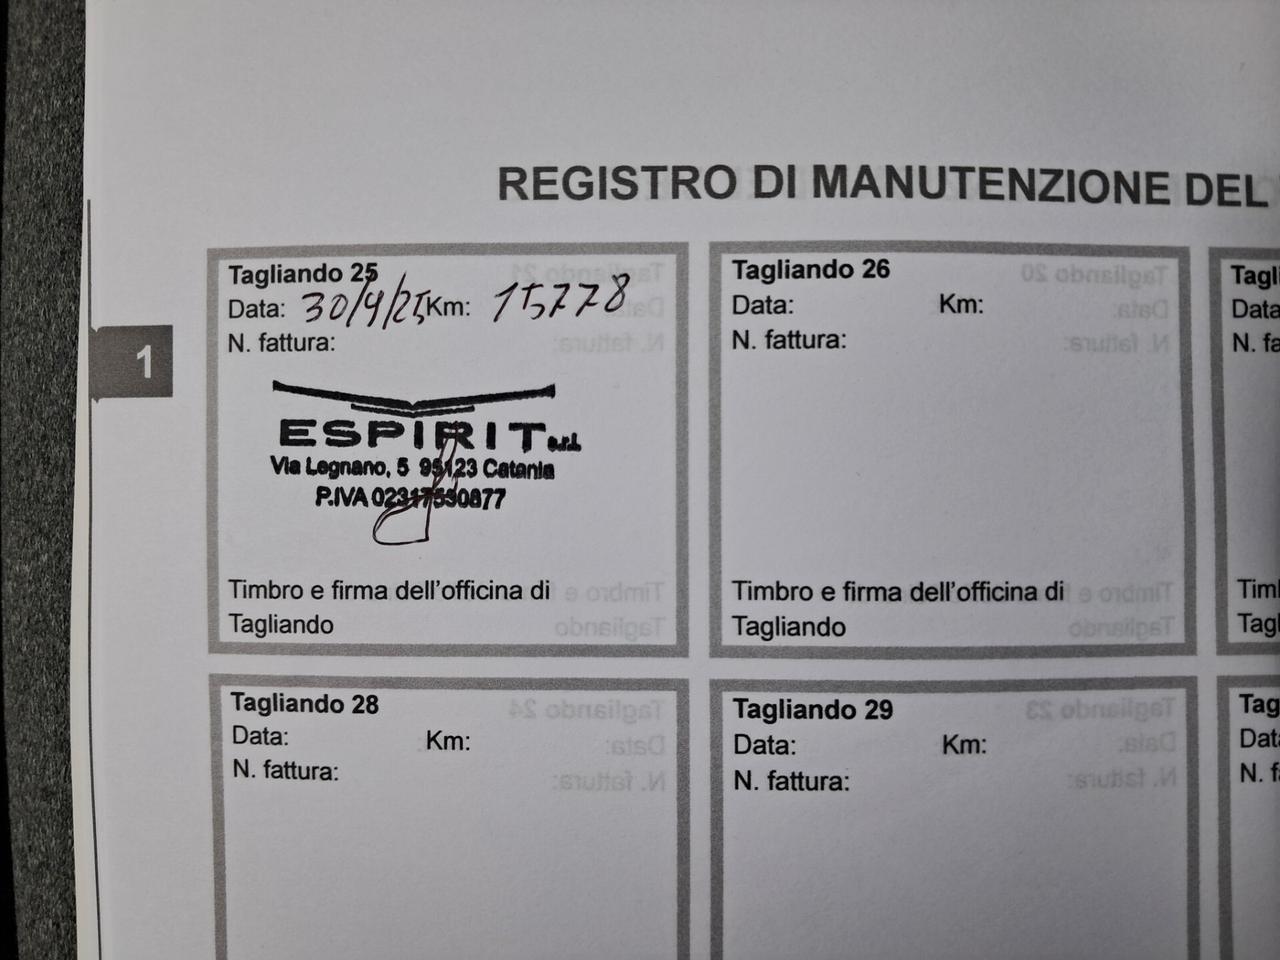 REGISTRO DI MANUTENZIONE DEL
Tagliando 25
Data: 30/4/25 Km: 15778
N. fattura:
ESPIRIT s.r.l.
Via Legnano, 5 95123 Catania
P.IVA
Timbro e firma dell'officina di
Tagliando
Tagliando 26
Data: Km:
N. fattura:
Timbro e firma dell'officina di
Tagliando
Tagliando 28
Data: Km:
N. fattura:
Tagliando 29
Data: Km:
N. fattura:
1